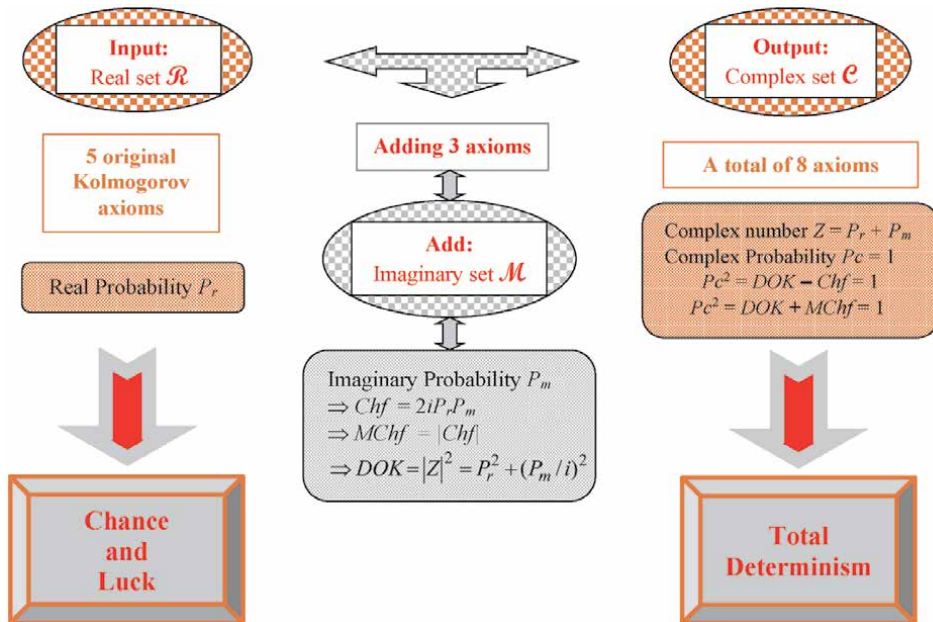 Input:
Real set ℛ
5 original
Kolmogorov
axioms
Real Probability Pᵣ
Chance
and
Luck
Adding 3 axioms
Add:
Imaginary set ℳ
Imaginary Probability Pₘ
⇒ Chf = 2iPᵣPₘ
⇒ MChf = |Chf|
⇒ DOK = |Z|² = Pᵣ² + (Pₘ/i)²
Output:
Complex set 𝒞
A total of 8 axioms
Complex number Z = Pᵣ + Pₘ
Complex Probability Pc = 1
Pc² = DOK − Chf = 1
Pc² = DOK + MChf = 1
Total
Determinism